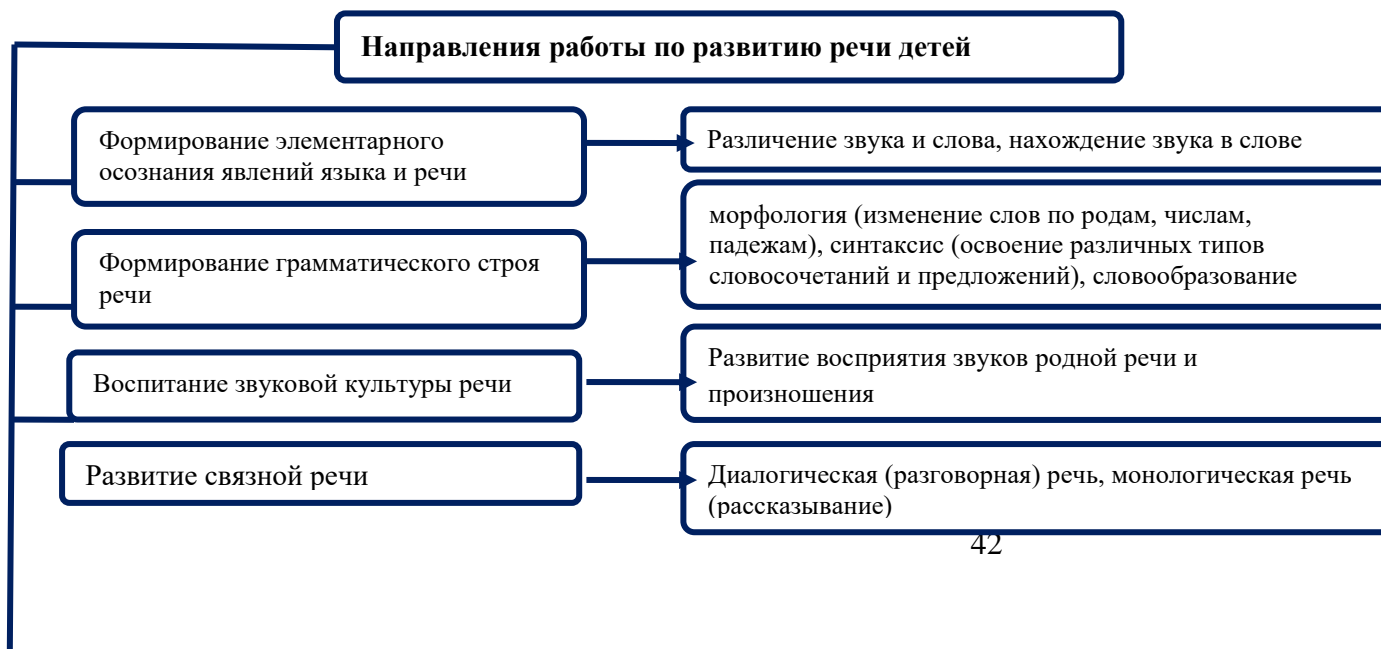 Направления работы по развитию речи детей
Формирование элементарного
осознания явлений языка и речи
Различение звука и слова, нахождение звука в слове
Формирование грамматического строя
речи
морфология (изменение слов по родам, числам,
падежам), синтаксис (освоение различных типов
словосочетаний и предложений), словообразование
Воспитание звуковой культуры речи
Развитие восприятия звуков родной речи и
произношения
Развитие связной речи
Диалогическая (разговорная) речь, монологическая речь
(рассказывание)
42